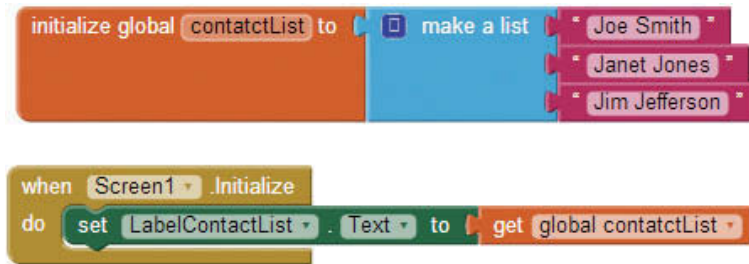 initialize global contatctList to make a list " Joe Smith "
" Janet Jones "
" Jim Jefferson "
when Screen1 .Initialize
do set LabelContactList . Text to get global contatctList